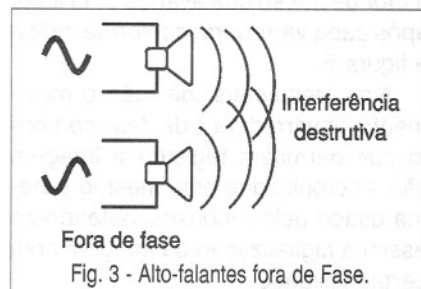 Interferência
destrutiva
Fora de fase
Fig. 3 - Alto-falantes fora de Fase.